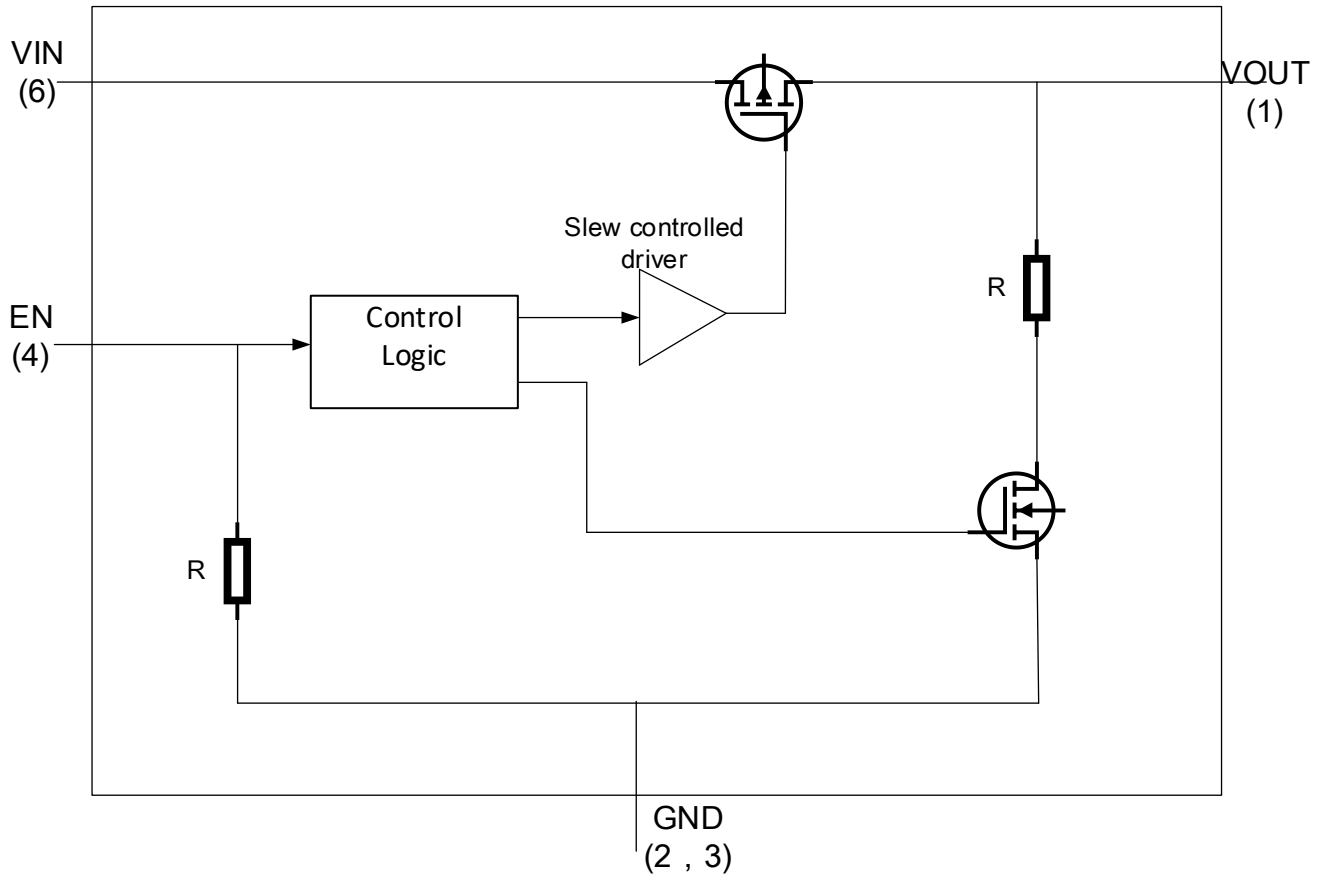 VIN
(6)
VOUT
(1)
Slew controlled
driver
R
EN
(4)
Control
Logic
R
GND
(2 , 3)